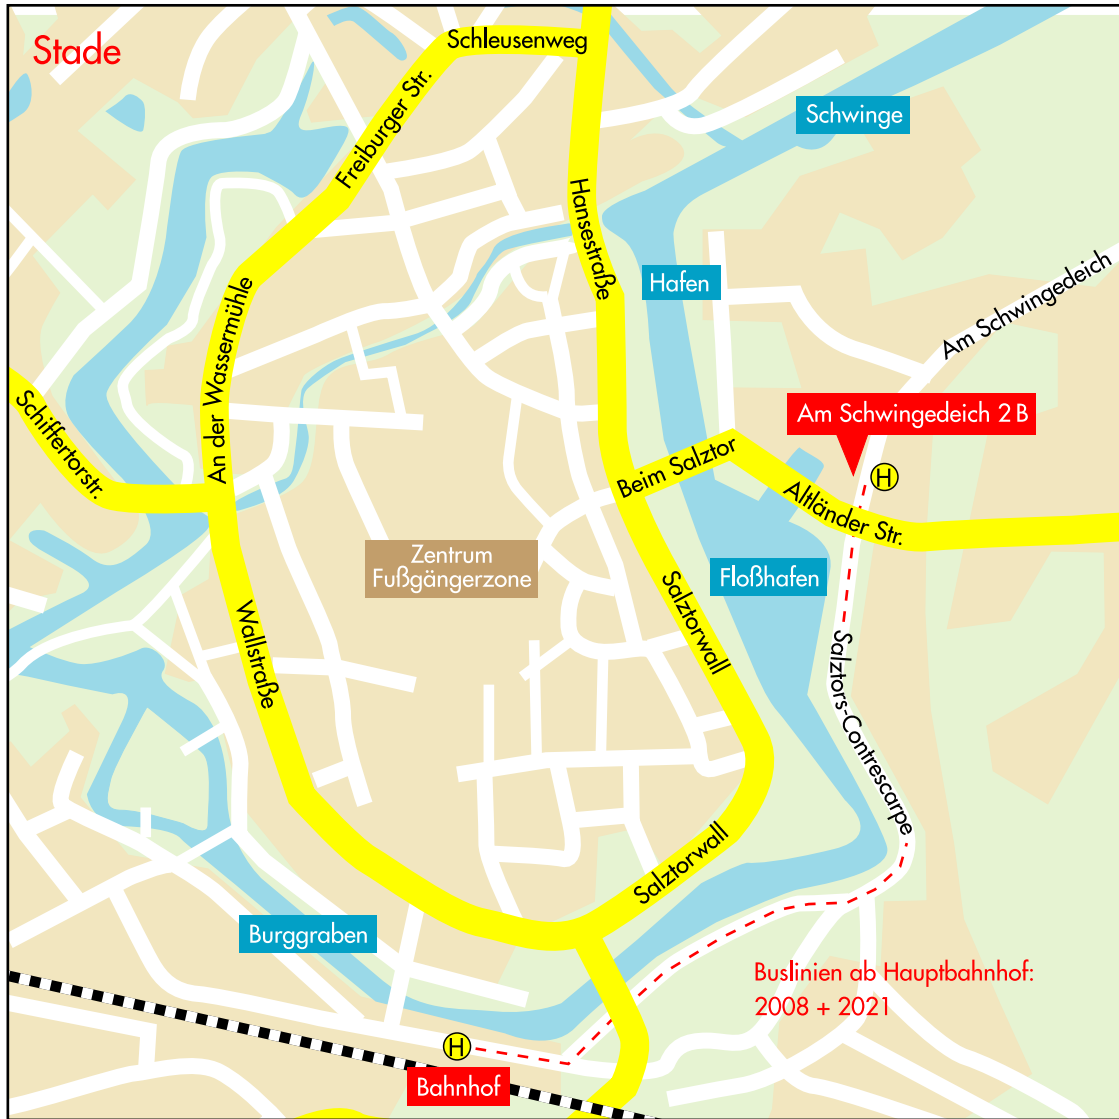 Stade
Schleusenweg
Freiburger Str.
Schwinge
Hansestraße
Hafen
Am Schwingedeich
An der Wassermühle
Schiffertorstr.
Am Schwingedeich 2 B
H
Beim Salztor
Altländer Str.
Zentrum
Fußgängerzone
Floßhafen
Salztorwall
Wallstraße
Salztors-Contrescarpe
Salztorwall
Burggraben
Buslinien ab Hauptbahnhof:
2008 + 2021
H
Bahnhof